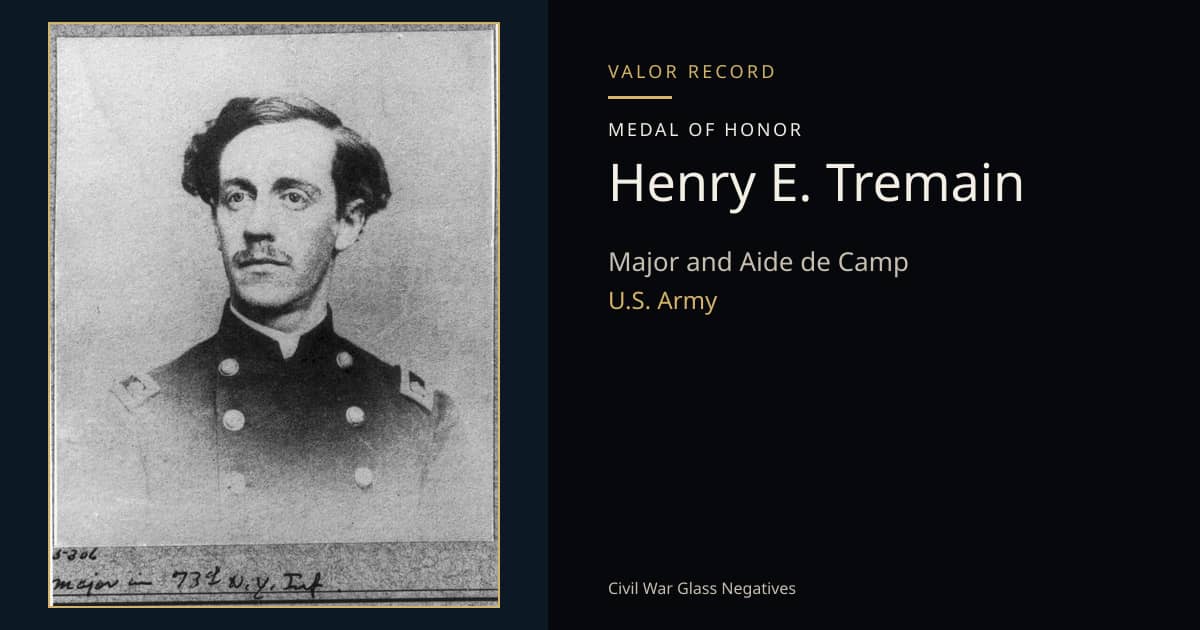 5-306
major in 73d N.Y. Inf.
VALOR RECORD
MEDAL OF HONOR
Henry E. Tremain
Major and Aide de Camp
U.S. Army
Civil War Glass Negatives